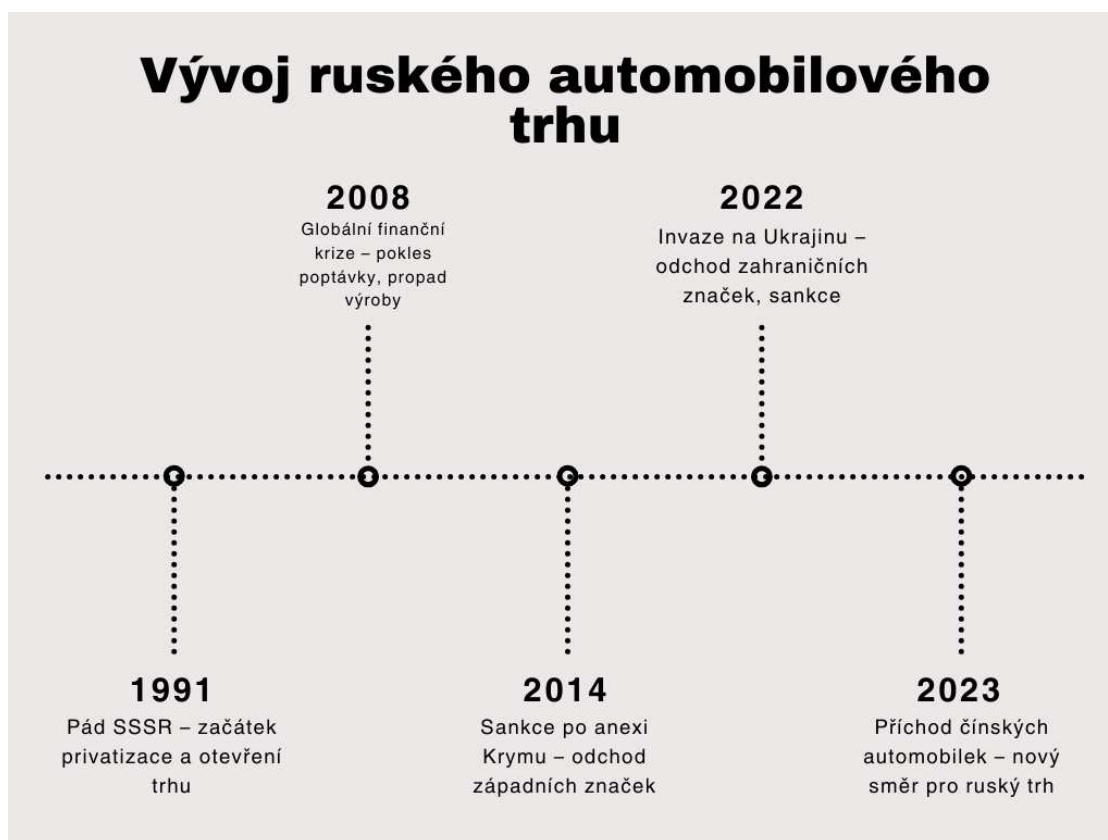 Vývoj ruského automobilového
trhu
2008
Globální finanční
krize – pokles
poptávky, propad
výroby
2022
Invaze na Ukrajinu –
odchod zahraničních
značek, sankce
1991
Pád SSSR – začátek
privatizace a otevření
trhu
2014
Sankce po anexi
Krymu – odchod
západních značek
2023
Příchod čínských
automobilek – nový
směr pro ruský trh